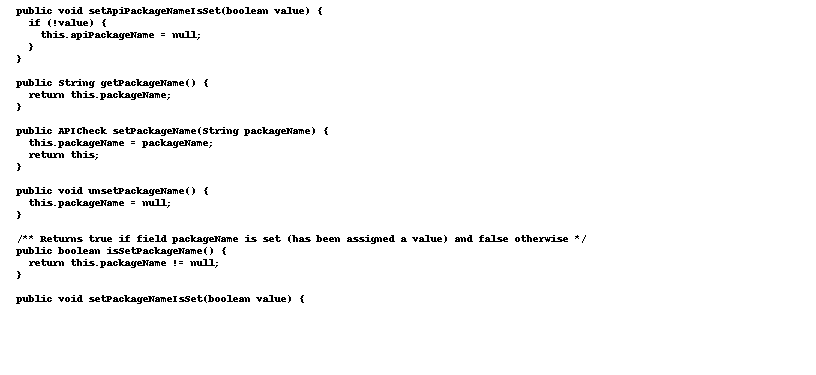 public void setApiPackageNameIsSet(boolean value) {
if (!value) {
this.apiPackageName = null;
}
}
public String getPackageName() {
return this.packageName;
}
public APICheck setPackageName(String packageName) {
this.packageName = packageName;
return this;
}
public void unsetPackageName() {
this.packageName = null;
}
/** Returns true if field packageName is set (has been assigned a value) and false otherwise */
public boolean isSetPackageName() {
return this.packageName != null;
}
public void setPackageNameIsSet(boolean value) {